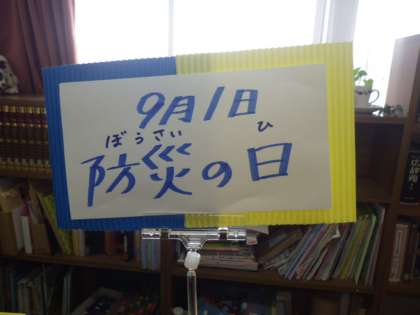 9月1日
ぼうさい ひ
防災の日